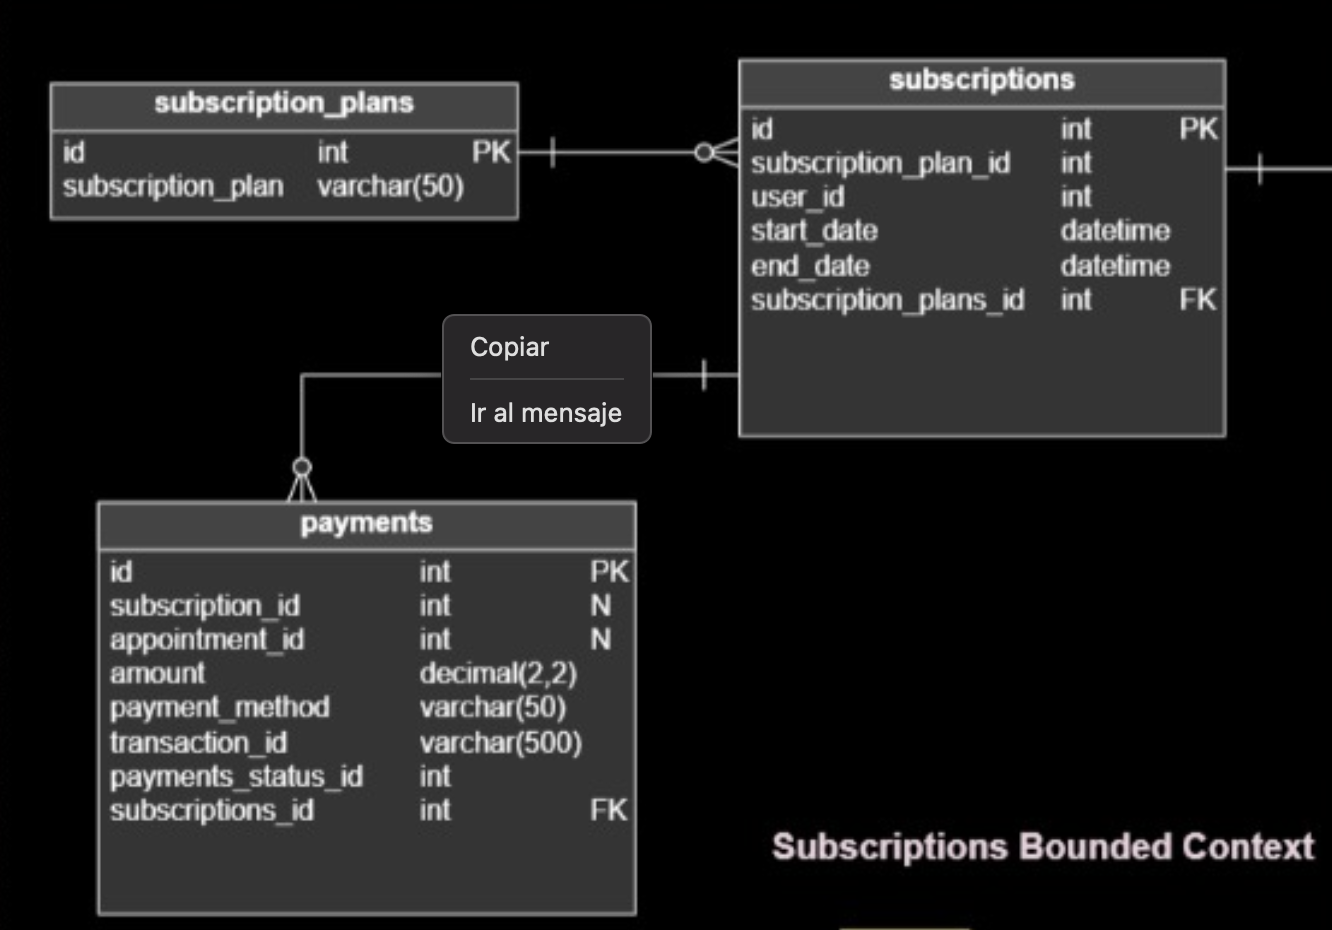 subscription_plans
id int PK
subscription_plan varchar(50)
subscriptions
id int PK
subscription_plan_id int
user_id int
start_date datetime
end_date datetime
subscription_plans_id int FK
Copiar
Ir al mensaje
payments
id int PK
subscription_id int N
appointment_id int N
amount decimal(2,2)
payment_method varchar(50)
transaction_id varchar(500)
payments_status_id int
subscriptions_id int FK
Subscriptions Bounded Context